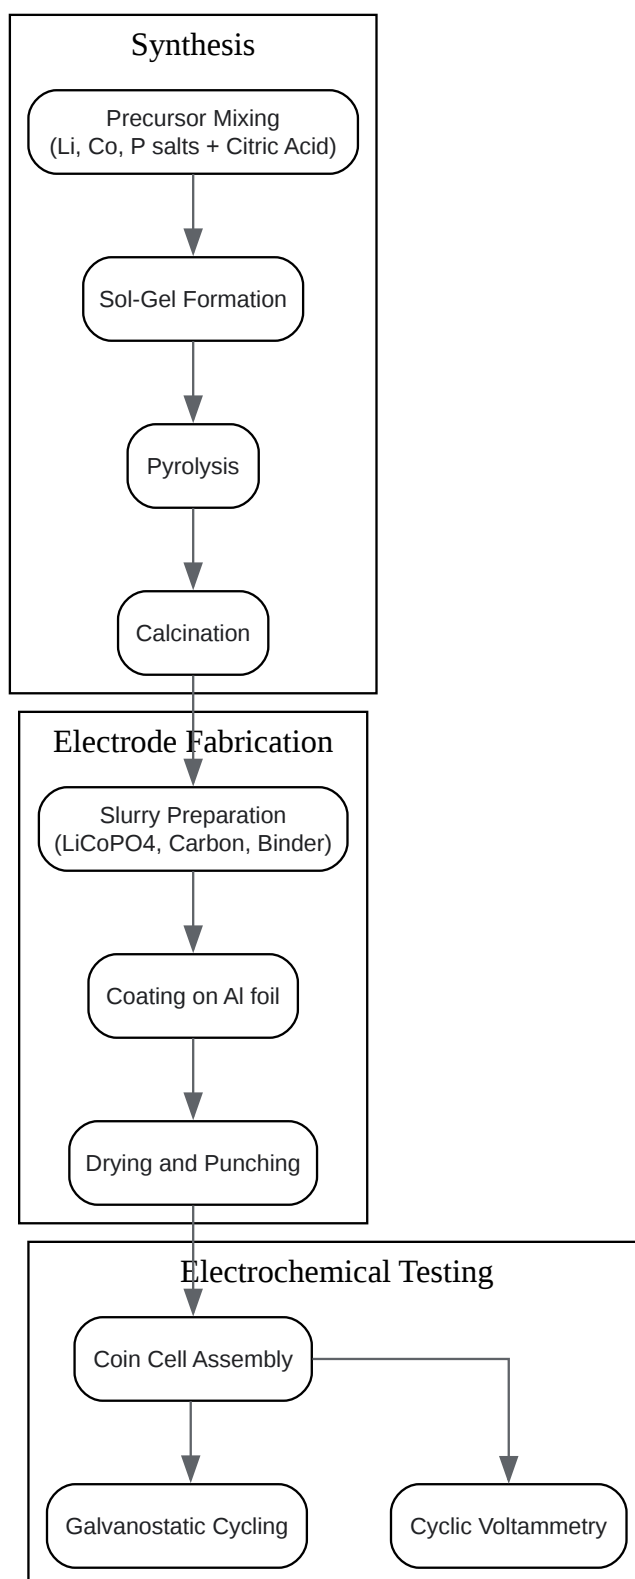 Synthesis
Precursor Mixing
(Li, Co, P salts + Citric Acid)
Sol-Gel Formation
Pyrolysis
Calcination
Electrode Fabrication
Slurry Preparation
(LiCoPO4, Carbon, Binder)
Coating on Al foil
Drying and Punching
Electrochemical Testing
Coin Cell Assembly
Galvanostatic Cycling
Cyclic Voltammetry